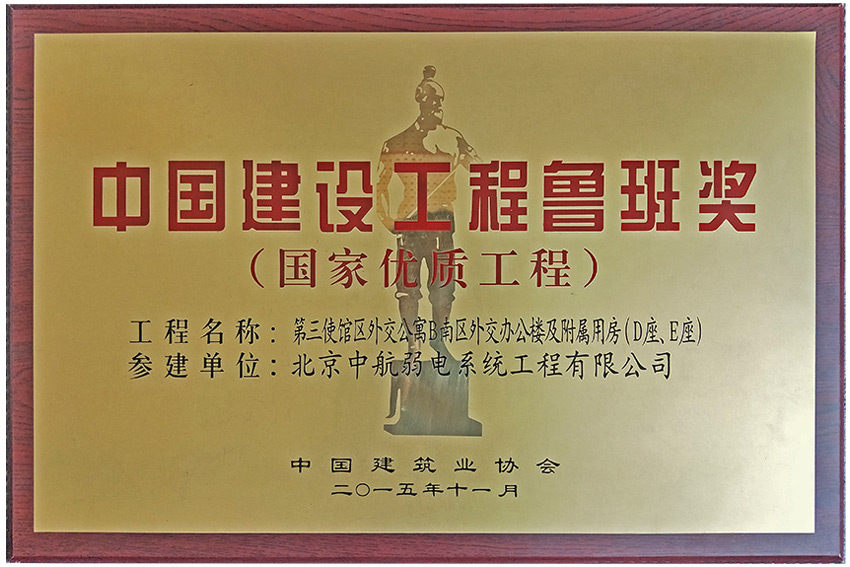 中国建设工程鲁班奖
（国家优质工程）
工程名称：第三使馆区外交公寓B南区外交办公楼及附属用房（D座、E座）
参建单位：北京中航弱电系统工程有限公司
中国建筑业协会
二〇一五年十一月